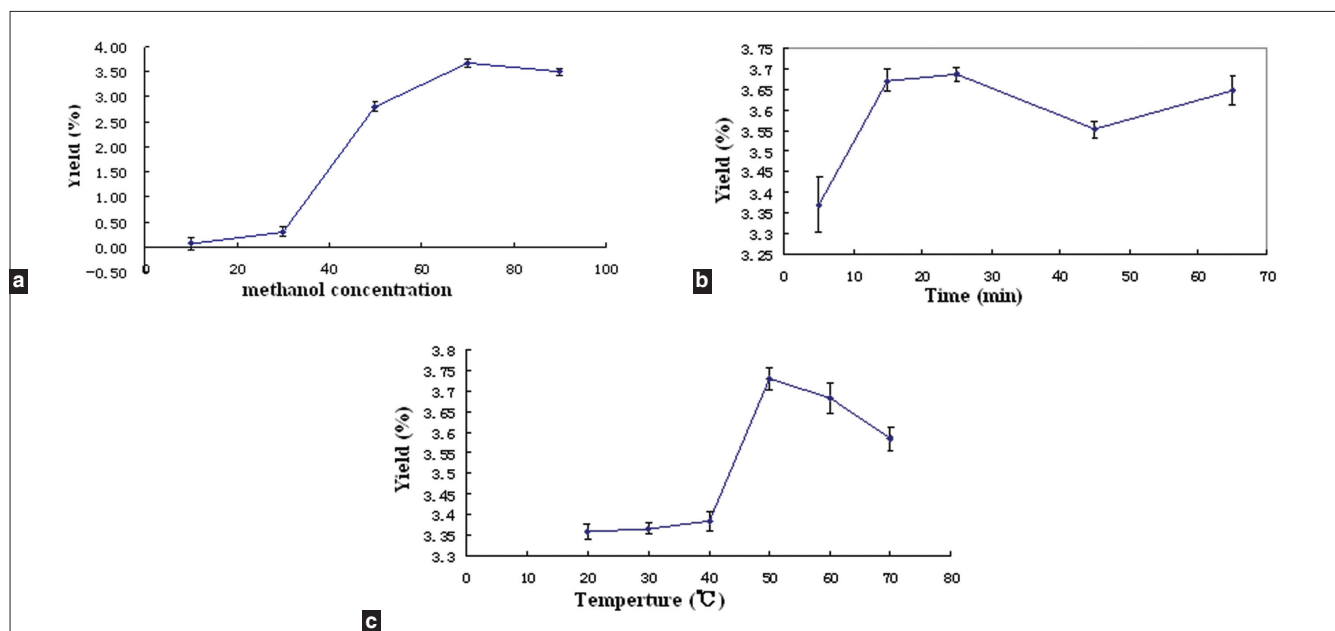 4.00
3.50
3.00
2.50
2.00
1.50
1.00
0.50
0.00
-0.50
Yield (%)
0 20 40 60 80 100
methanol concentration
a
3.75
3.7
3.65
3.6
3.55
3.5
3.45
3.4
3.35
3.3
3.25
Yield (%)
0 10 20 30 40 50 60 70
Time (min)
b
3.8
3.75
3.7
3.65
3.6
3.55
3.5
3.45
3.4
3.35
3.3
Yield (%)
0 10 20 30 40 50 60 70 80
Temperture (℃)
c